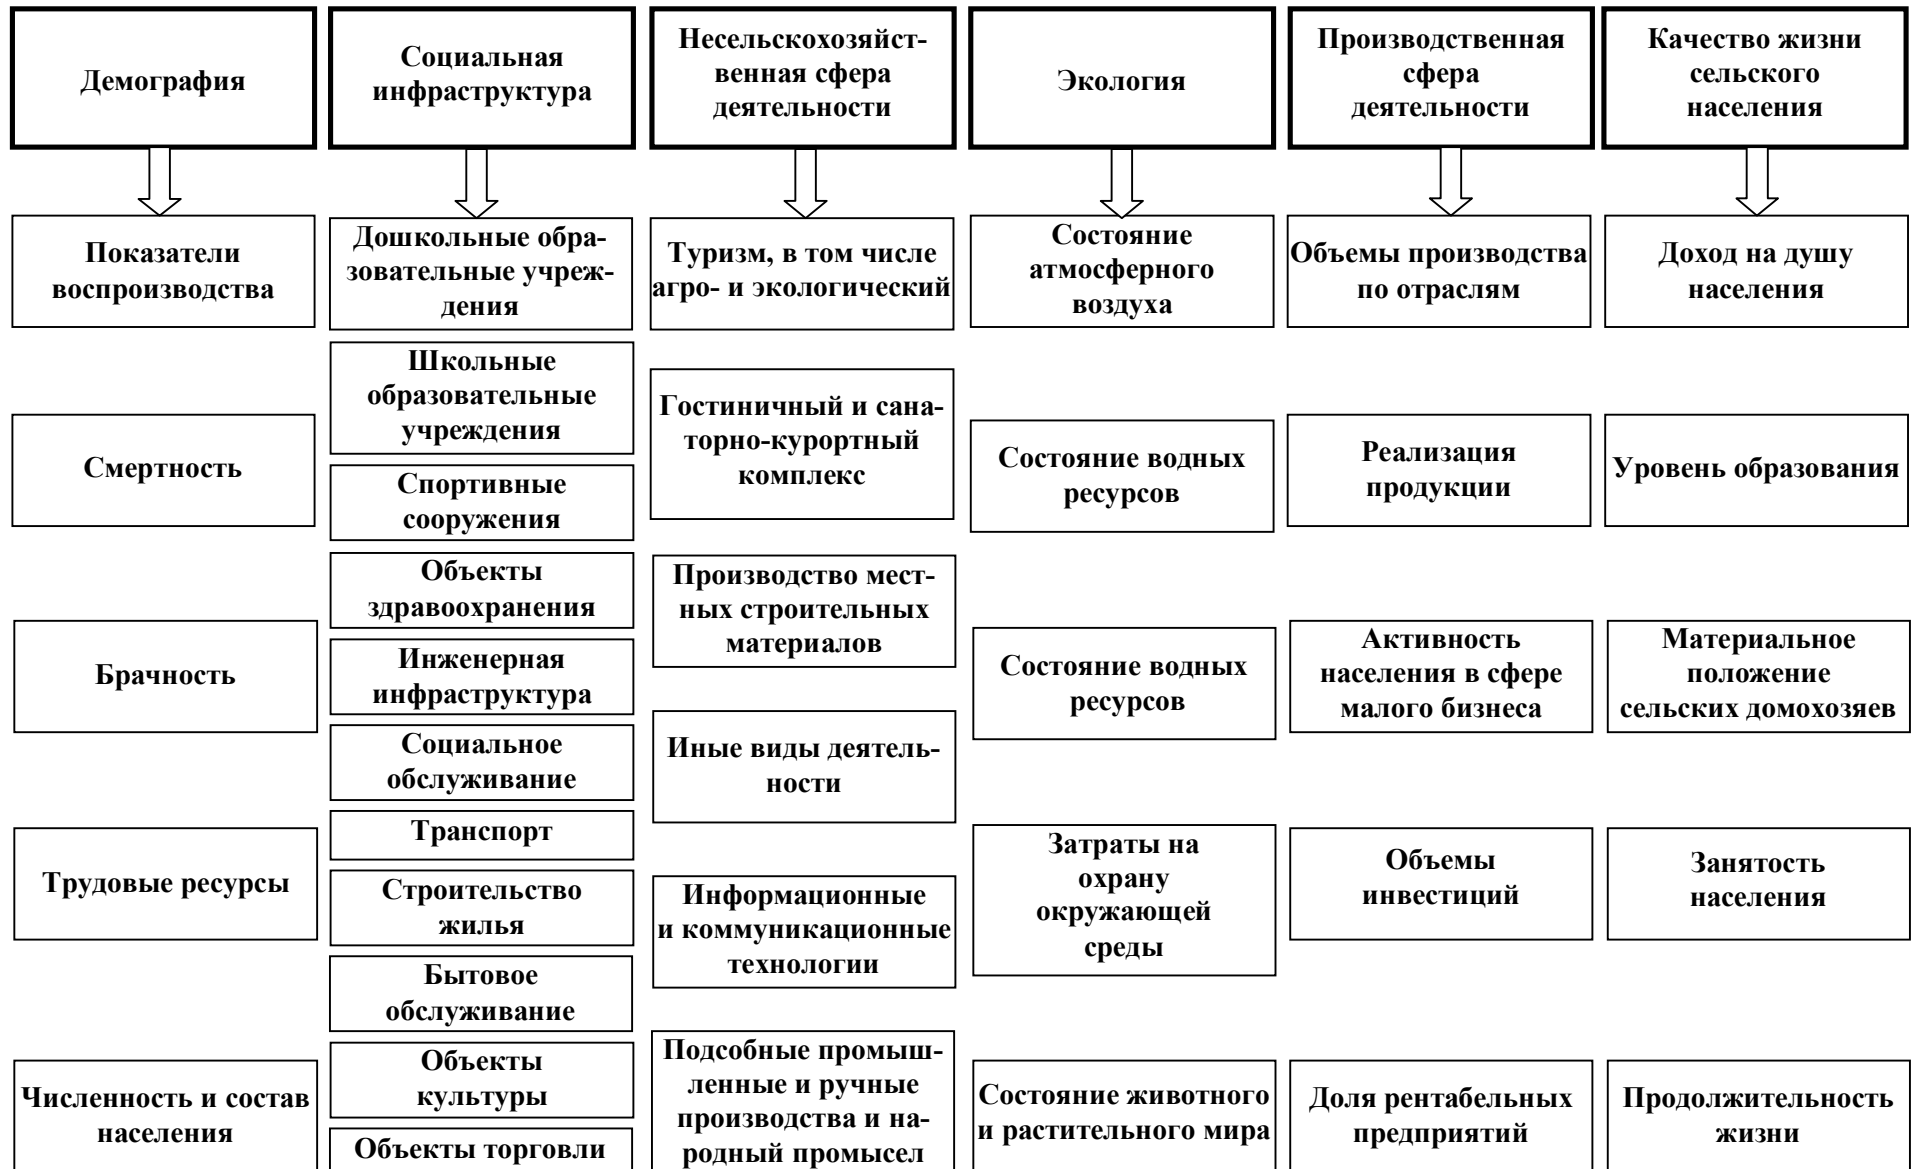 Демография
Социальная
инфраструктура
Несельскохозяйст-
венная сфера
деятельности
Экология
Производственная
сфера
деятельности
Качество жизни
сельского
населения
Показатели
воспроизводства
Дошкольные обра-
зовательные учреж-
дения
Туризм, в том числе
агро- и экологический
Состояние
атмосферного
воздуха
Объемы производства
по отраслям
Доход на душу
населения
Школьные
образовательные
учреждения
Смертность
Спортивные
сооружения
Гостиничный и сана-
торно-курортный
комплекс
Состояние водных
ресурсов
Реализация
продукции
Уровень образования
Объекты
здравоохранения
Брачность
Инженерная
инфраструктура
Производство мест-
ных строительных
материалов
Состояние водных
ресурсов
Активность
населения в сфере
малого бизнеса
Материальное
положение
сельских домохозяев
Социальное
обслуживание
Иные виды деятель-
ности
Транспорт
Трудовые ресурсы
Строительство
жилья
Информационные
и коммуникационные
технологии
Затраты на
охрану
окружающей
среды
Объемы
инвестиций
Занятость
населения
Бытовое
обслуживание
Численность и состав
населения
Объекты
культуры
Объекты торговли
Подсобные промыш-
ленные и ручные
производства и на-
родный промысел
Состояние животного
и растительного мира
Доля рентабельных
предприятий
Продолжительность
жизни